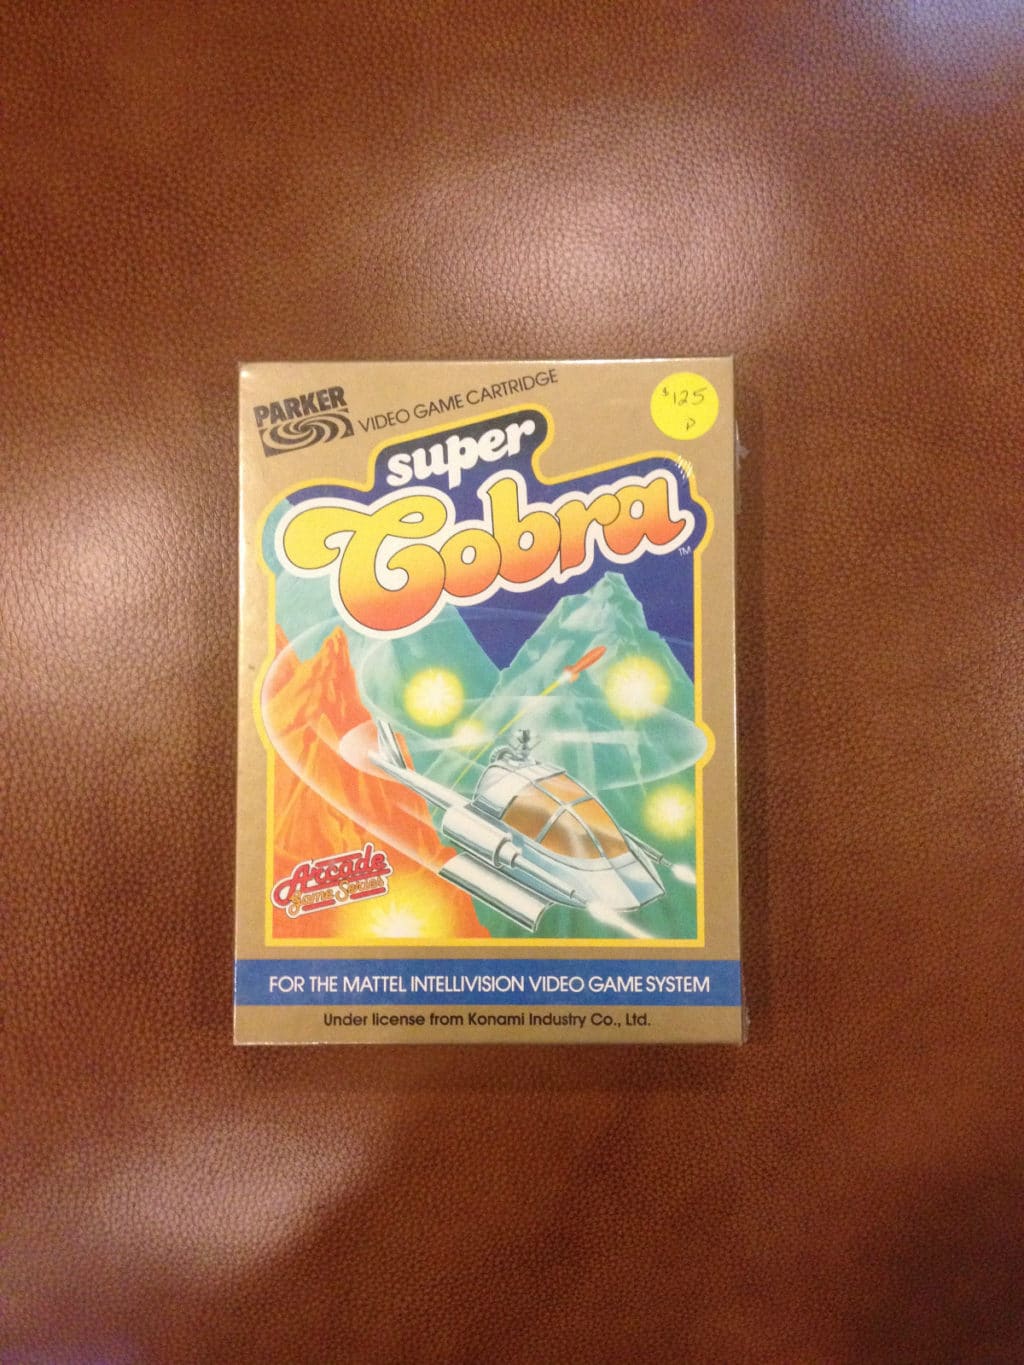 PARKER
VIDEO GAME CARTRIDGE
$125
P
super
Cobra
TM
Arcade
Game Series
FOR THE MATTEL INTELLIVISION VIDEO GAME SYSTEM
Under license from Konami Industry Co., Ltd.